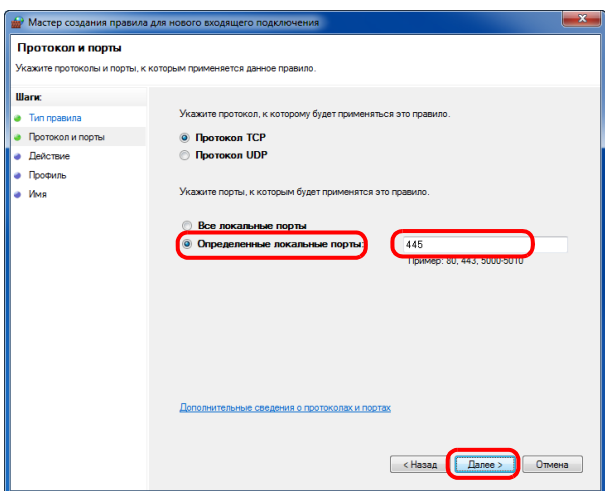 Мастер создания правила для нового входящего подключения
Протокол и порты
Укажите протоколы и порты, к которым применяется данное правило.
Шаги:
Тип правила
Протокол и порты
Действие
Профиль
Имя
Укажите протокол, к которому будет применяться это правило.
Протокол TCP
Протокол UDP
Укажите порты, к которым будет применятся это правило.
Все локальные порты
Определенные локальные порты:
445
Пример: 80, 443, 5000-5010
Дополнительные сведения о протоколах и портах
< Назад
Далее >
Отмена